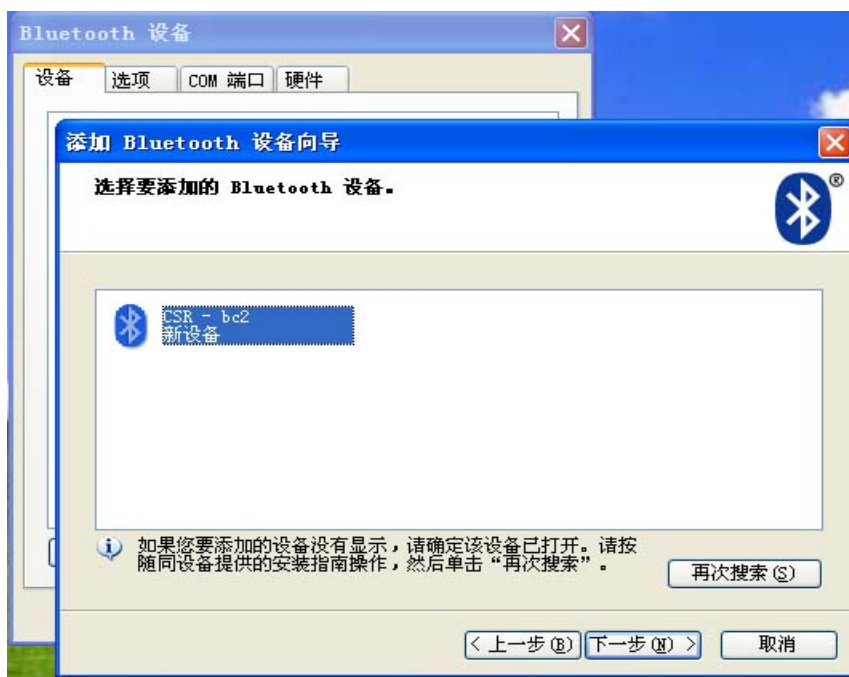 Bluetooth 设备
设备 选项 COM 端口 硬件
添加 Bluetooth 设备向导
选择要添加的 Bluetooth 设备。
®
CSR - bc2
新设备
如果您要添加的设备没有显示，请确定该设备已打开。请按
随同设备提供的安装指南操作，然后单击“再次搜索”。
再次搜索(S)
< 上一步(B) 下一步(N) > 取消